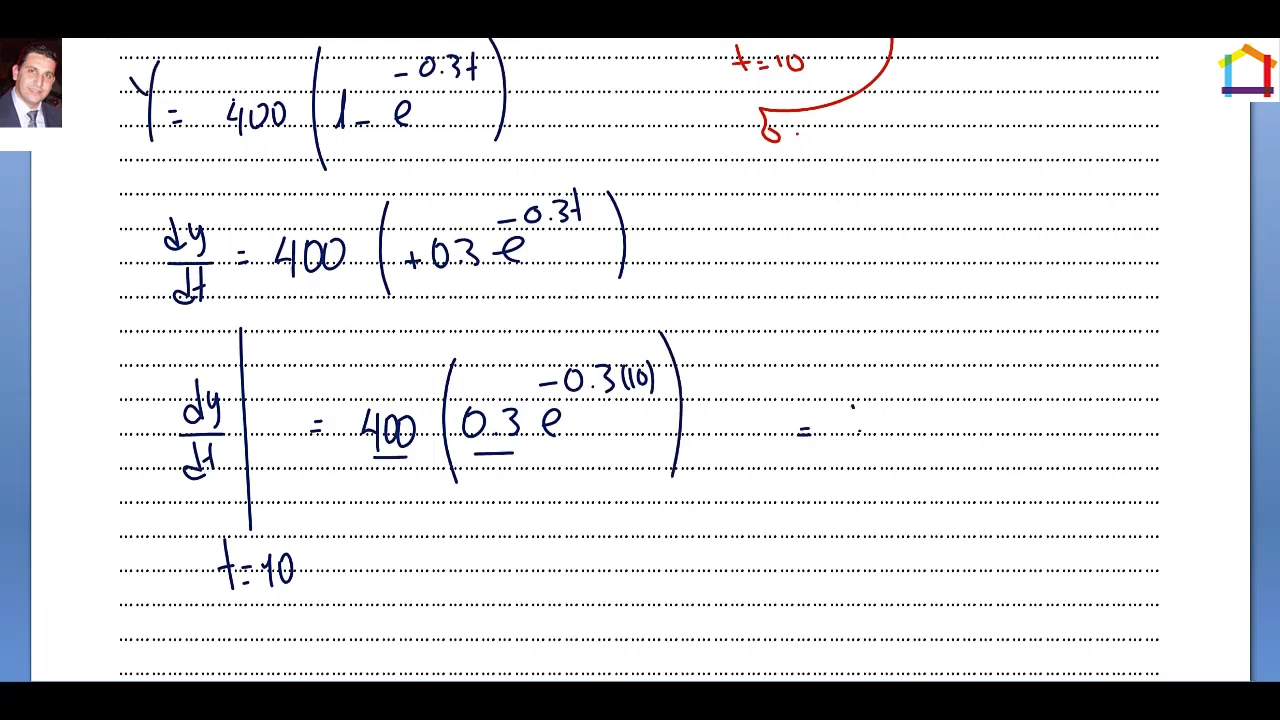 y = 400 ( 1 - e^{-0.3t} )
t = 10
dy/dt = 400 ( + 0 3 e^{-0.3t} )
dy/dt | t = 10 = 400 ( 0.3 e^{-0.3(10)} ) =